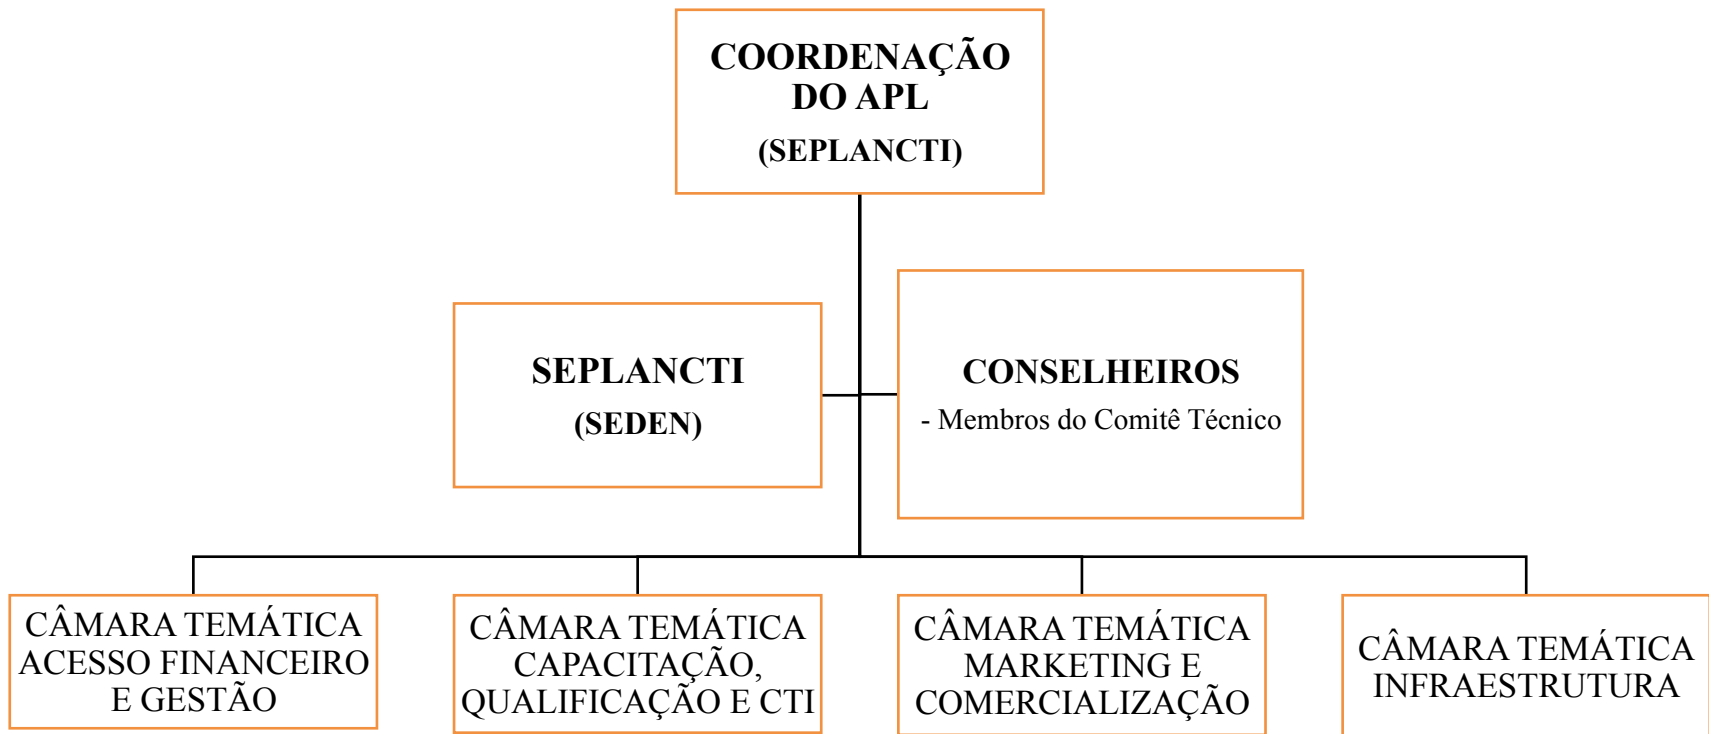 COORDENAÇÃO
DO APL
(SEPLANCTI)
SEPLANCTI
(SEDEN)
CONSELHEIROS
- Membros do Comitê Técnico
CÂMARA TEMÁTICA
ACESSO FINANCEIRO
E GESTÃO
CÂMARA TEMÁTICA
CAPACITAÇÃO,
QUALIFICAÇÃO E CTI
CÂMARA TEMÁTICA
MARKETING E
COMERCIALIZAÇÃO
CÂMARA TEMÁTICA
INFRAESTRUTURA